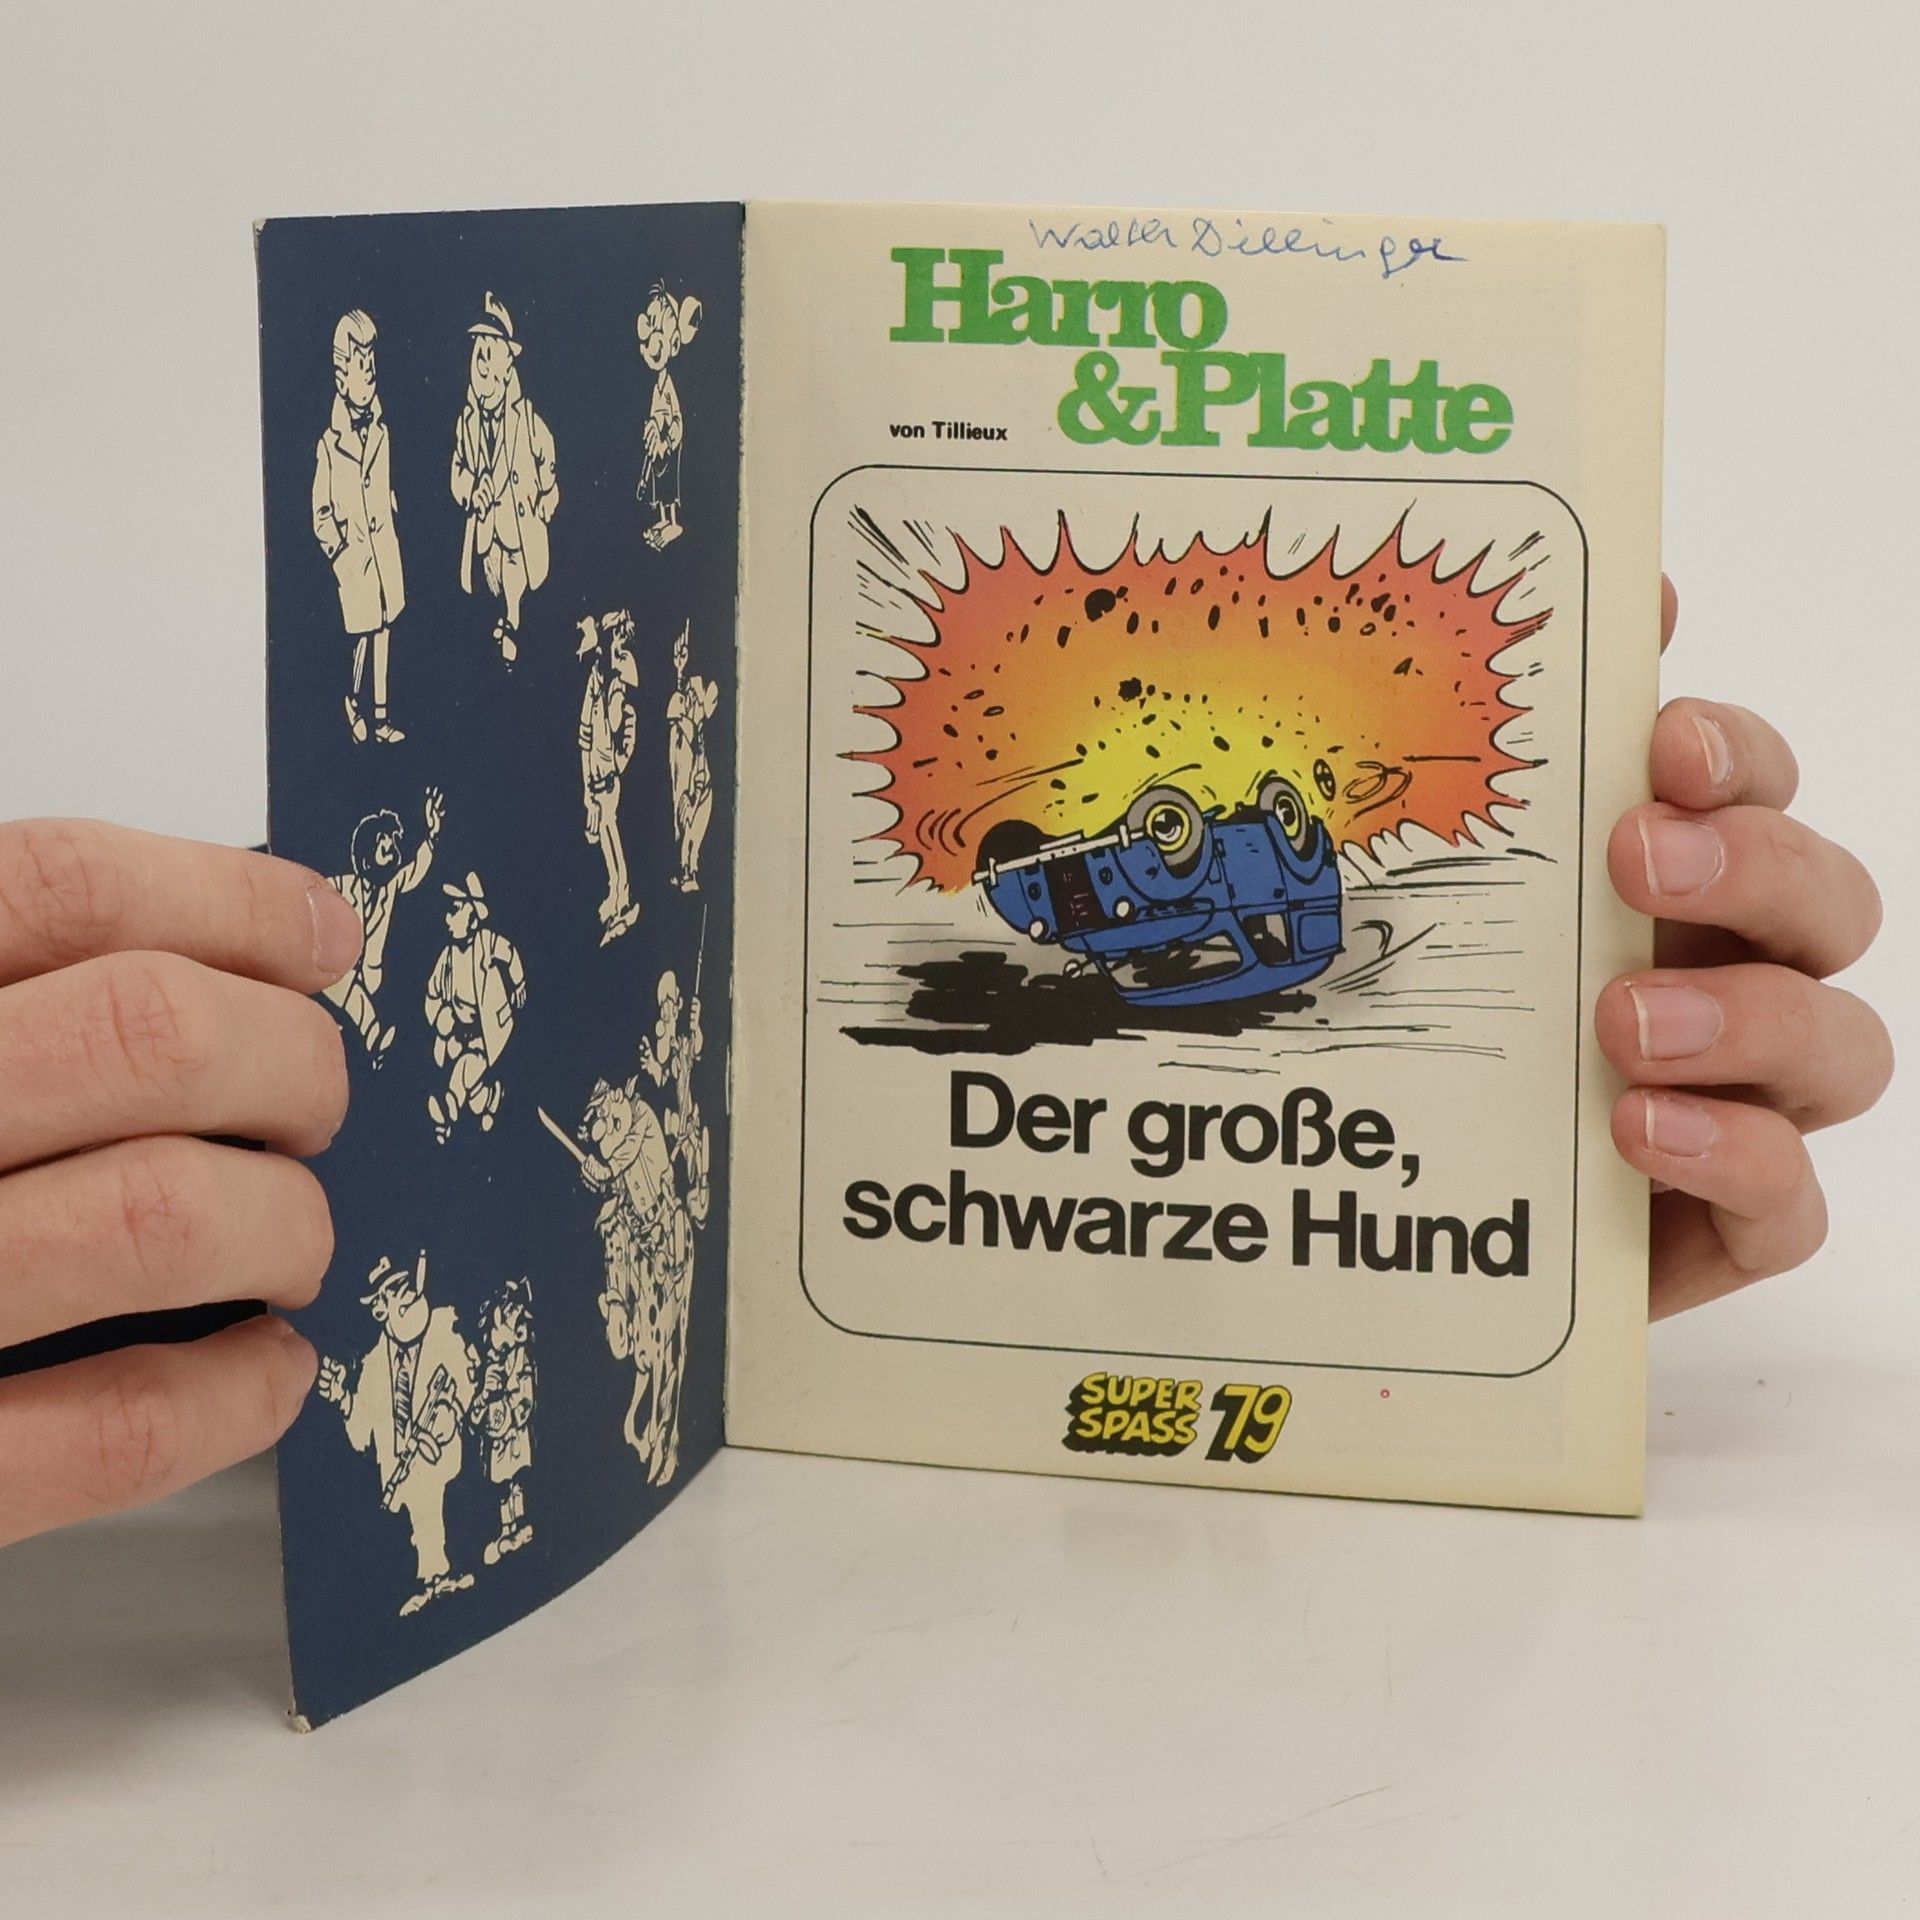 Walter Dillinger
Harro
& Platte
von Tillieux
Der große,
schwarze Hund
SUPER
SPASS 79